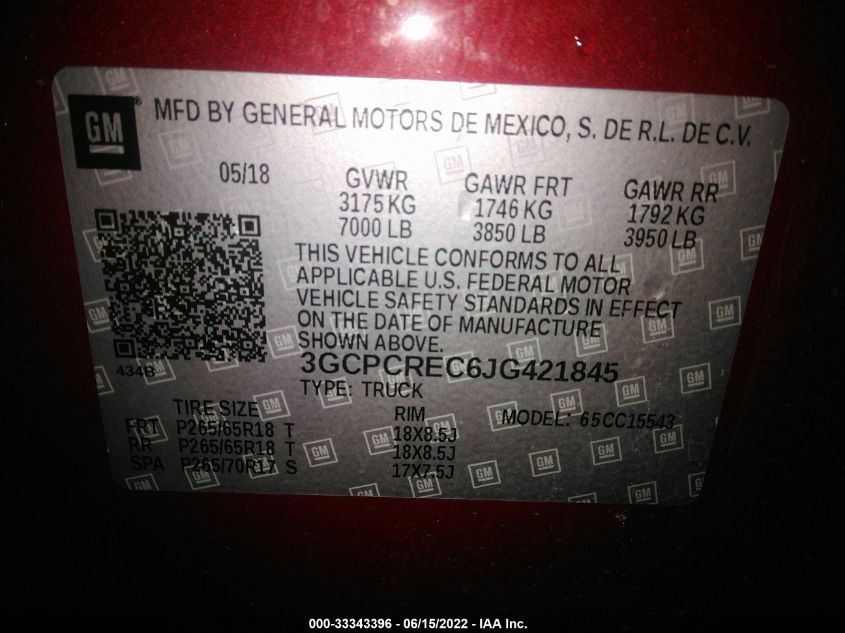 GM
MFD BY GENERAL MOTORS DE MEXICO, S. DE R.L. DE C.V.
05/18
GVWR GAWR FRT GAWR RR
3175 KG 1746 KG 1792 KG
7000 LB 3850 LB 3950 LB
THIS VEHICLE CONFORMS TO ALL
APPLICABLE U.S. FEDERAL MOTOR
VEHICLE SAFETY STANDARDS IN EFFECT
ON THE DATE OF MANUFACTURE
SHOWN ABOVE.
434B
3GCPCREC6JG421845
TYPE: TRUCK
TIRE SIZE RIM MODEL: 65CC15543
FRT P265/65R18 T 18X8.5J
RR P265/65R18 T 18X8.5J
SPA P265/70R17 S 17X7.5J
000-33343396 - 06/15/2022 - IAA Inc.